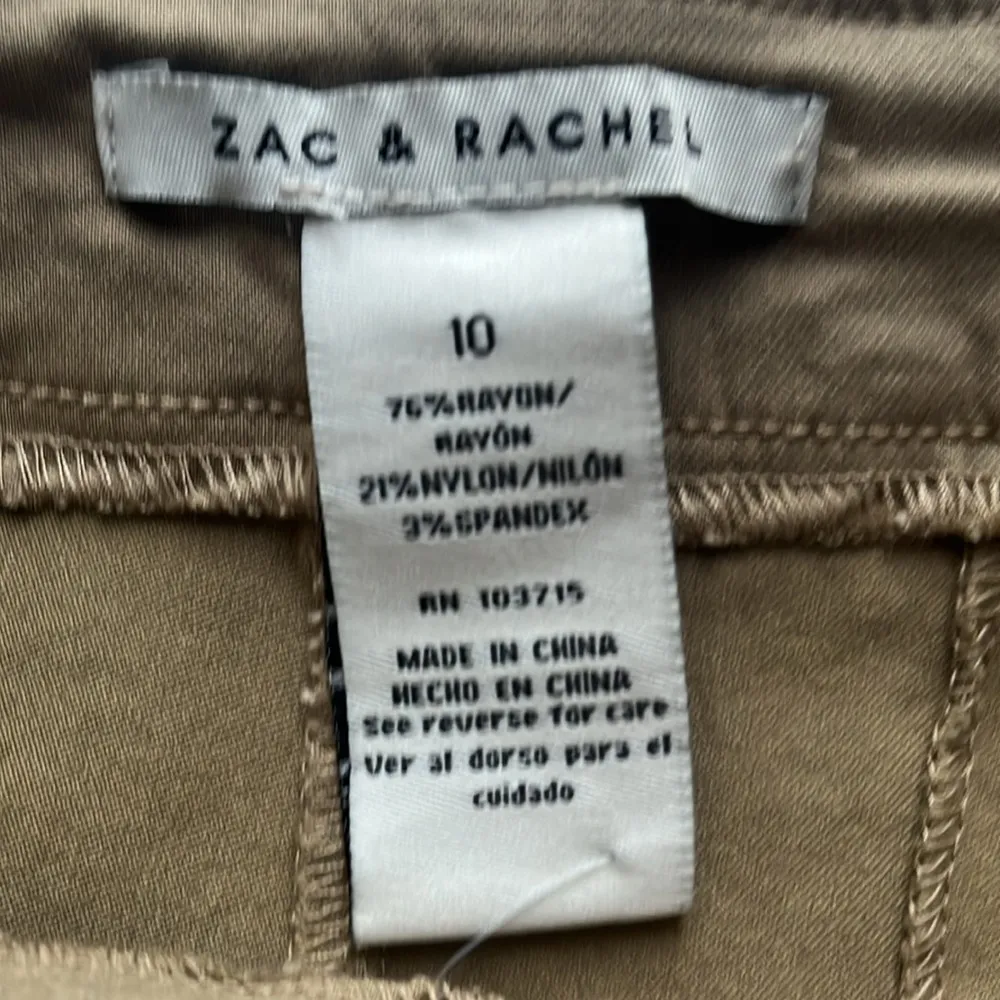 ZAC & RACHEL
10
76%RAYON/
RAYÓN
21%NYLON/NILÓN
3%SPANDEX
RN 103715
MADE IN CHINA
HECHO EN CHINA
See reverse for care
Ver al dorso para el
cuidado